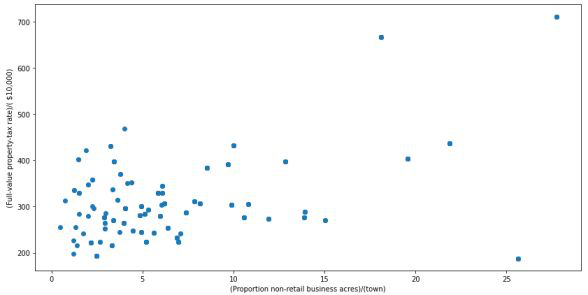 700
600
500
400
300
200
(Full-value property-tax rate)/( $10,000)
0 5 10 15 20 25
(Proportion non-retail business acres)/(town)